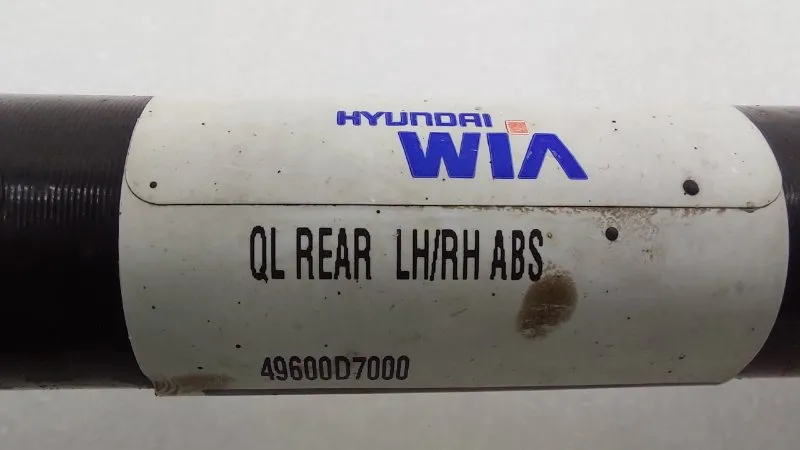 HYUNDAI
WIA
QL REAR LH/RH ABS
49600D7000